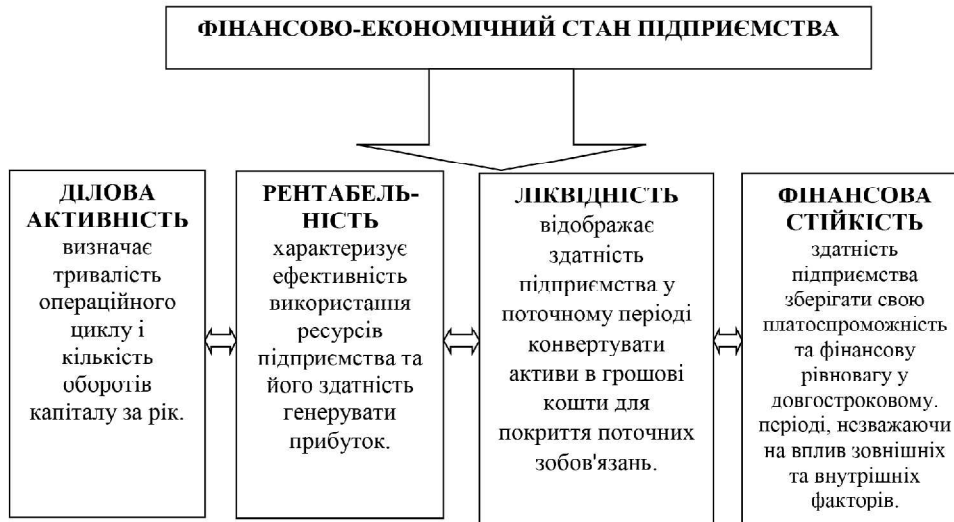 ФІНАНСОВО-ЕКОНОМІЧНИЙ СТАН ПІДПРИЄМСТВА
ДІЛОВА
АКТИВНІСТЬ
визначає
тривалість
операційного
циклу і
кількість
оборотів
капіталу за рік.
РЕНТАБЕЛЬ-
НІСТЬ
характеризує
ефективність
використання
ресурсів
підприємства та
його здатність
генерувати
прибуток.
ЛІКВІДНІСТЬ
відображає
здатність
підприємства у
поточному періоді
конвертувати
активи в грошові
кошти для
покриття поточних
зобов'язань.
ФІНАНСОВА
СТІЙКІСТЬ
здатність
підприємства
зберігати свою
платоспроможність
та фінансову
рівновагу у
довгостроковому.
періоді, незважаючи
на вплив зовнішніх
та внутрішніх
факторів.